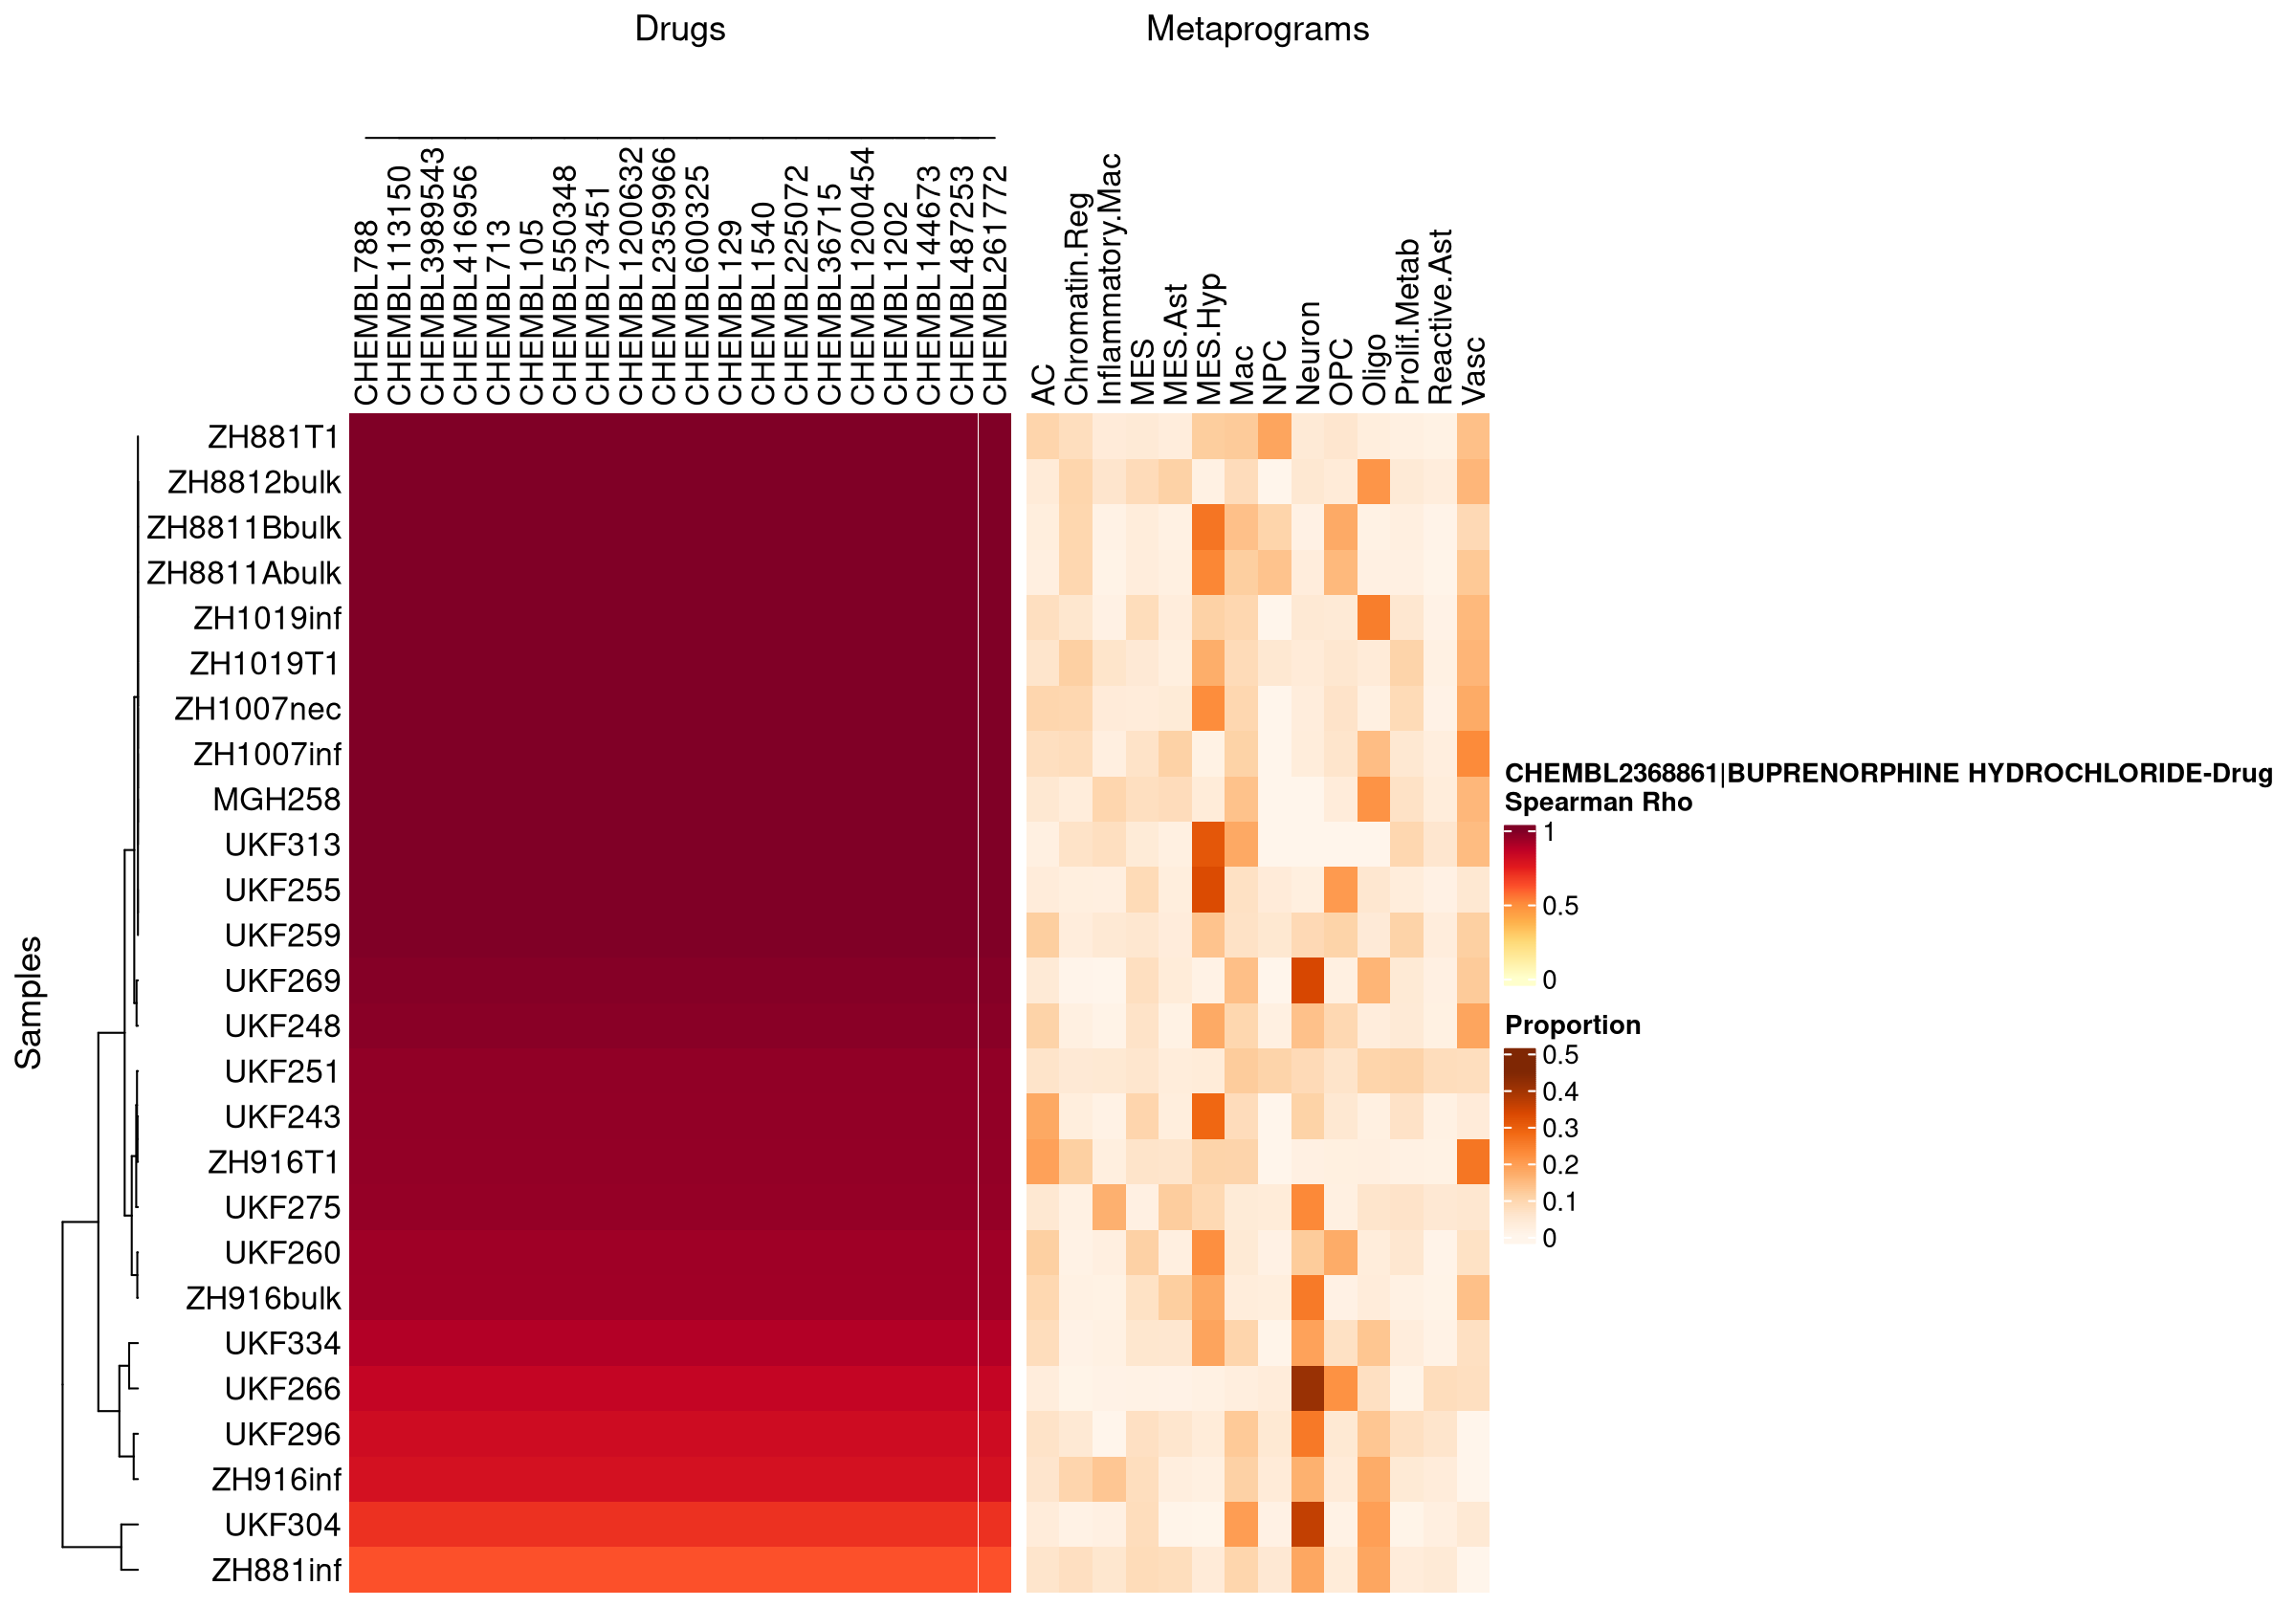 Drugs
Metaprograms
CHEMBL788
CHEMBL113150
CHEMBL3989543
CHEMBL416956
CHEMBL713
CHEMBL105
CHEMBL550348
CHEMBL73451
CHEMBL1200632
CHEMBL2359966
CHEMBL600325
CHEMBL129
CHEMBL1540
CHEMBL225072
CHEMBL36715
CHEMBL1200454
CHEMBL1202
CHEMBL144673
CHEMBL487253
CHEMBL261772
AC
Chromatin.Reg
Inflammatory.Mac
MES
MES.Ast
MES.Hyp
Mac
NPC
Neuron
OPC
Oligo
Prolif.Metab
Reactive.Ast
Vasc
Samples
ZH881T1
ZH8812bulk
ZH8811Bbulk
ZH8811Abulk
ZH1019inf
ZH1019T1
ZH1007nec
ZH1007inf
MGH258
UKF313
UKF255
UKF259
UKF269
UKF248
UKF251
UKF243
ZH916T1
UKF275
UKF260
ZH916bulk
UKF334
UKF266
UKF296
ZH916inf
UKF304
ZH881inf
CHEMBL2368861|BUPRENORPHINE HYDROCHLORIDE-Drug
Spearman Rho
1
0.5
0
Proportion
0.5
0.4
0.3
0.2
0.1
0